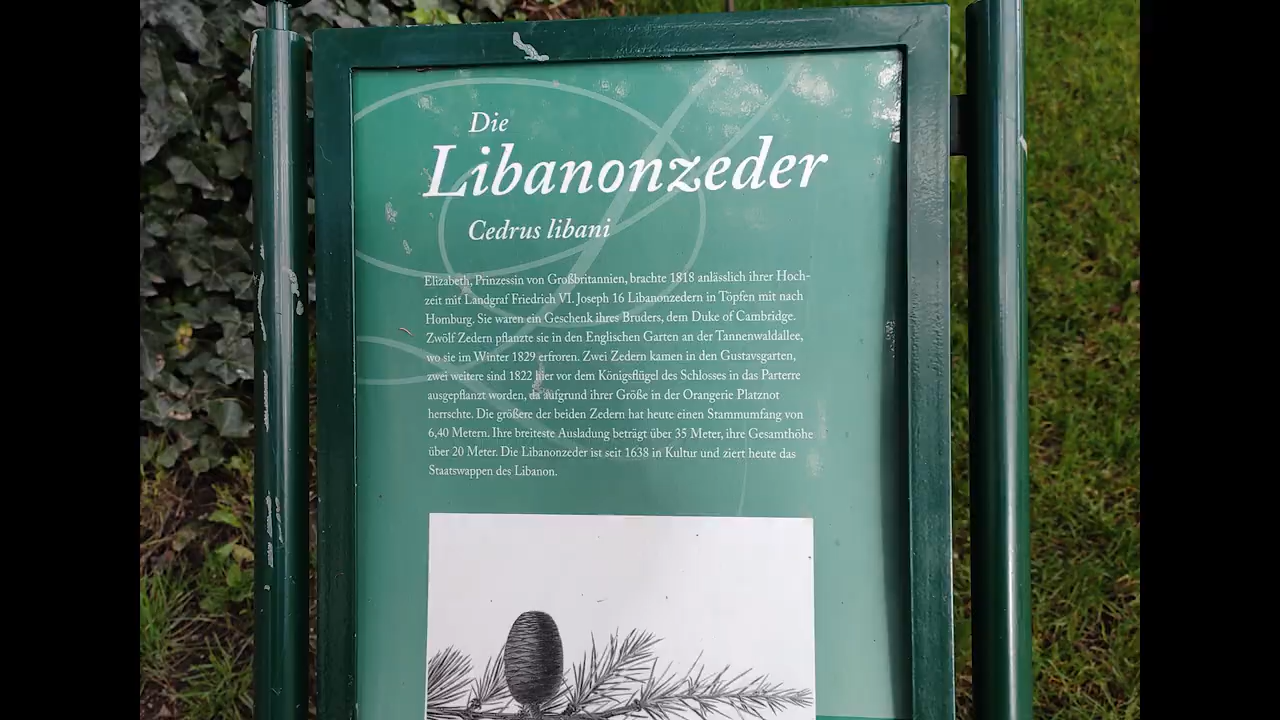 Die
Libanonzeder
Cedrus libani
Elizabeth, Prinzessin von Großbritannien, brachte 1818 anlässlich ihrer Hoch-
zeit mit Landgraf Friedrich VI. Joseph 16 Libanonzedern in Töpfen mit nach
Homburg. Sie waren ein Geschenk ihres Bruders, dem Duke of Cambridge.
Zwölf Zedern pflanzte sie in den Englischen Garten an der Tannenwaldallee,
wo sie im Winter 1829 erfroren. Zwei Zedern kamen in den Gustavsgarten,
zwei weitere sind 1822 hier vor dem Königsflügel des Schlosses in das Parterre
ausgepflanzt worden, da aufgrund ihrer Größe in der Orangerie Platznot
herrschte. Die größere der beiden Zedern hat heute einen Stammumfang von
6,40 Metern. Ihre breiteste Ausladung beträgt über 35 Meter, ihre Gesamthöhe
über 20 Meter. Die Libanonzeder ist seit 1638 in Kultur und ziert heute das
Staatswappen des Libanon.